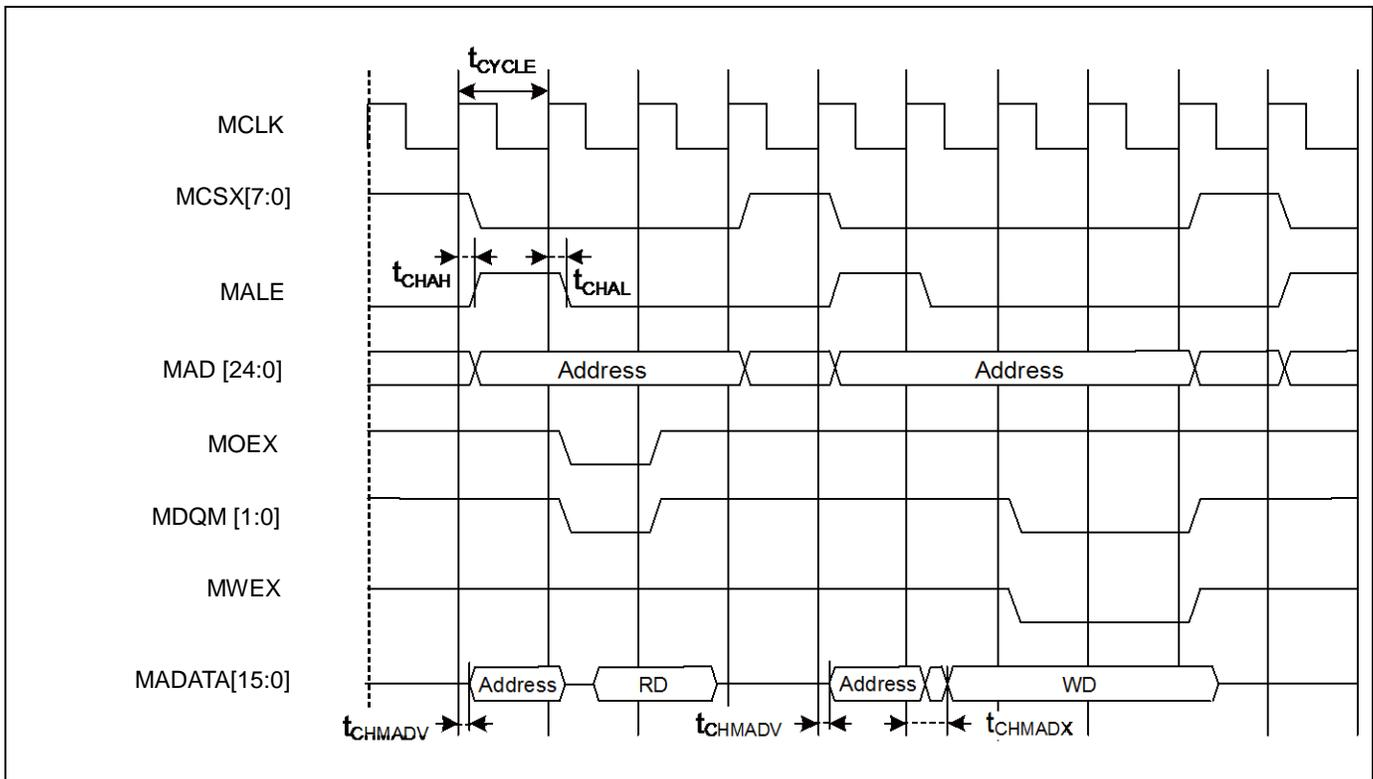 tCYCLE
MCLK
MCSX[7:0]
tCHAH
tCHAL
MALE
MAD [24:0]
Address
Address
MOEX
MDQM [1:0]
MWEX
MADATA[15:0]
Address
RD
Address
WD
tCHMADV
tCHMADV
tCHMADX